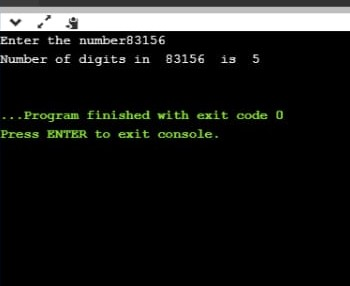 Enter the number83156
Number of digits in  83156  is  5
...Program finished with exit code 0
Press ENTER to exit console.